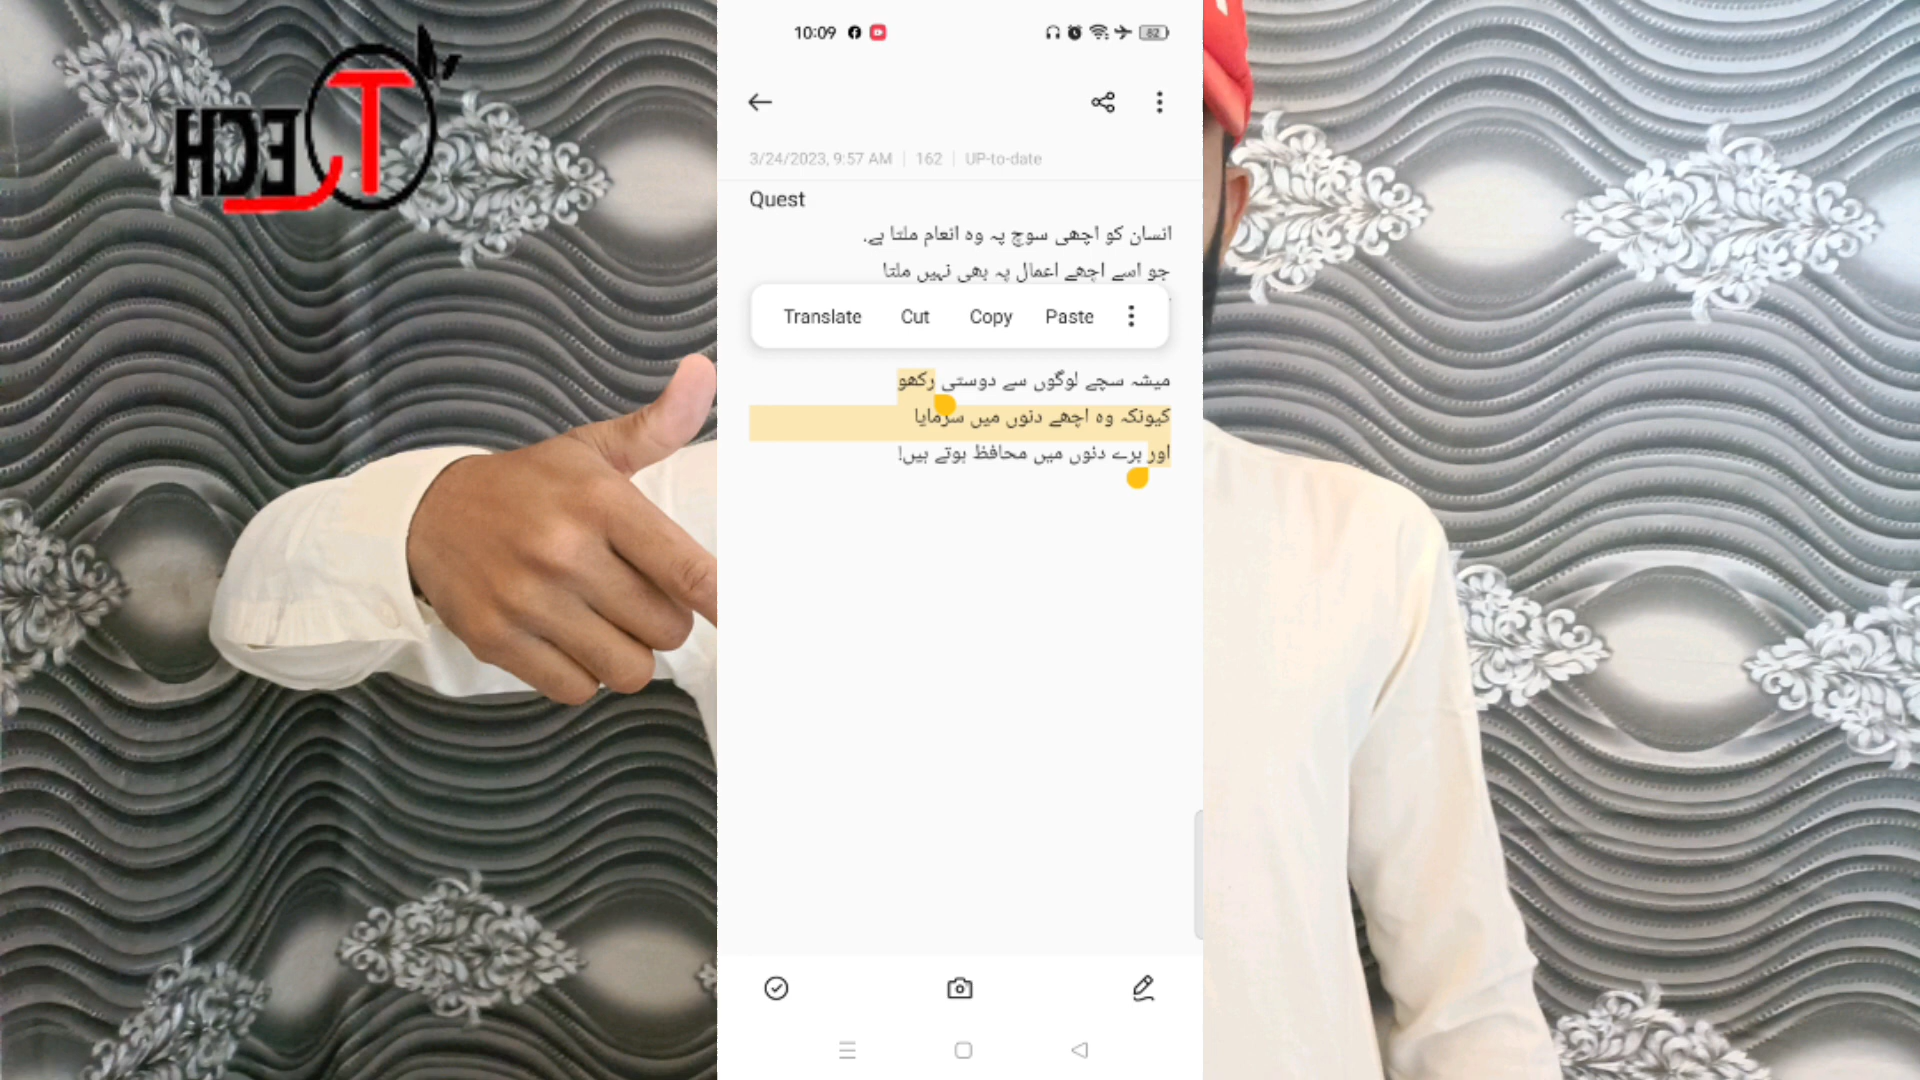 TECH
10:09
82
3/24/2023, 9:57 AM | 162 | UP-to-date
Quest
انسان کو اچھی سوچ پہ وہ انعام ملتا ہے.
جو اسے اچھے اعمال پہ بھی نہیں ملتا
Translate Cut Copy Paste
میشہ سچے لوگوں سے دوستی رکھو
کیونکہ وہ اچھے دنوں میں سرمایا
اور برے دنوں میں محافظ ہوتے ہیں!